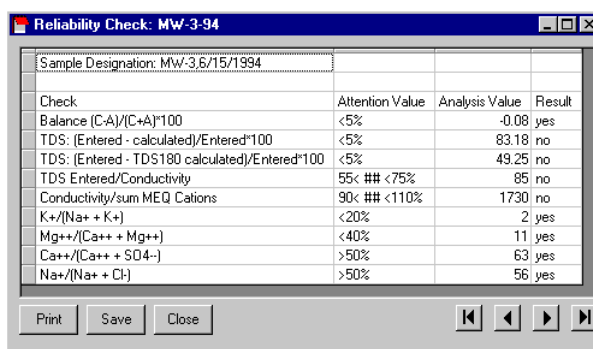 Reliability Check: MW-3-94
Sample Designation: MW-3,6/15/1994
Check Attention Value Analysis Value Result
Balance (C-A)/(C+A)*100 <5% -0.08 yes
TDS: (Entered - calculated)/Entered*100 <5% 83.18 no
TDS: (Entered - TDS180 calculated)/Entered*100 <5% 49.25 no
TDS Entered/Conductivity 55< ## <75% 85 no
Conductivity/sum MEQ Cations 90< ## <110% 1730 no
K+/(Na+ + K+) <20% 2 yes
Mg++/(Ca++ + Mg++) <40% 11 yes
Ca++/(Ca++ + SO4--) >50% 63 yes
Na+/(Na+ + Cl-) >50% 56 yes
Print Save Close